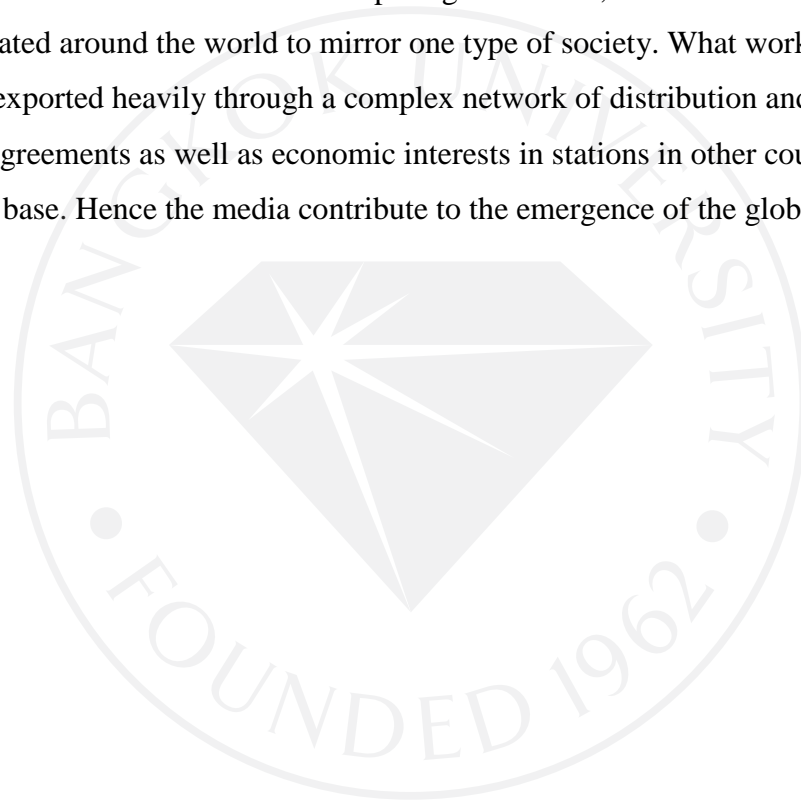 ated around the world to mirror one type of society. What work
exported heavily through a complex network of distribution and
greements as well as economic interests in stations in other cou
base. Hence the media contribute to the emergence of the glob
BANGKOK UNIVERSITY
FOUNDED 1962